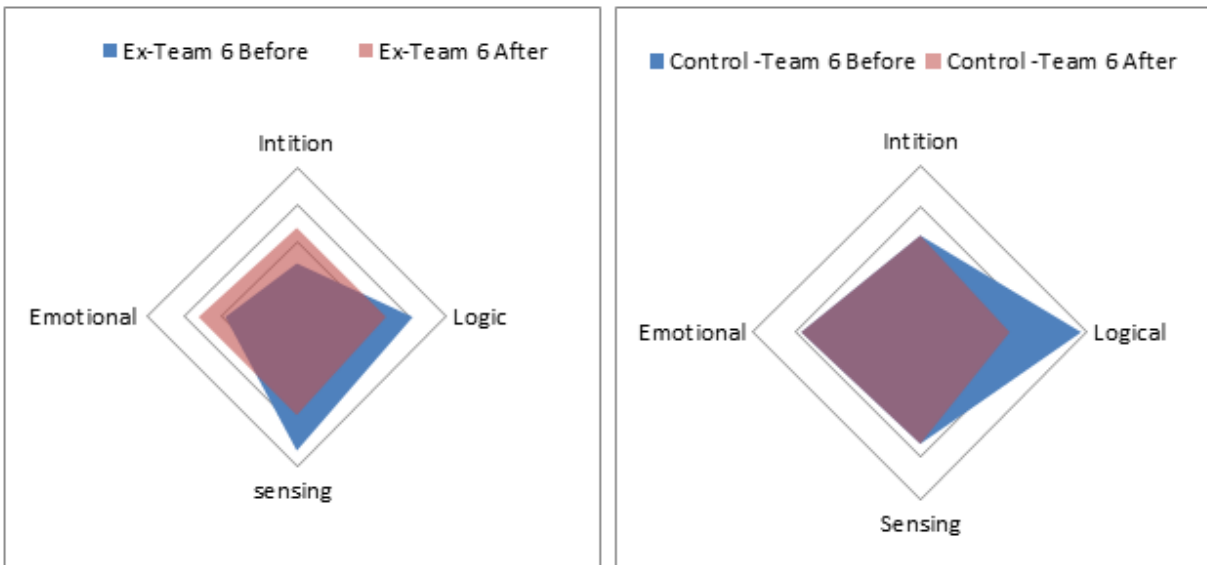 Ex-Team 6 Before Ex-Team 6 After
Intition
Emotional Logic
sensing
Control -Team 6 Before Control -Team 6 After
Intition
Emotional Logical
Sensing